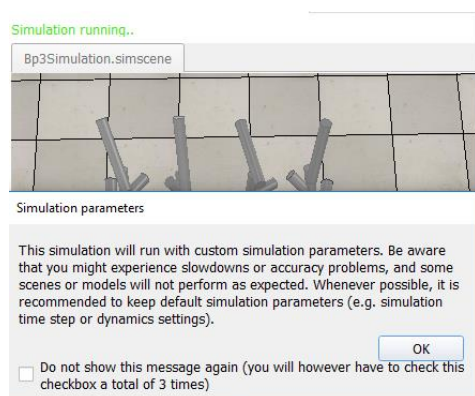 Simulation running..
Bp3Simulation.simscene
Simulation parameters
This simulation will run with custom simulation parameters. Be aware
that you might experience slowdowns or accuracy problems, and some
scenes or models will not perform as expected. Whenever possible, it is
recommended to keep default simulation parameters (e.g. simulation
time step or dynamics settings).
OK
Do not show this message again (you will however have to check this
checkbox a total of 3 times)